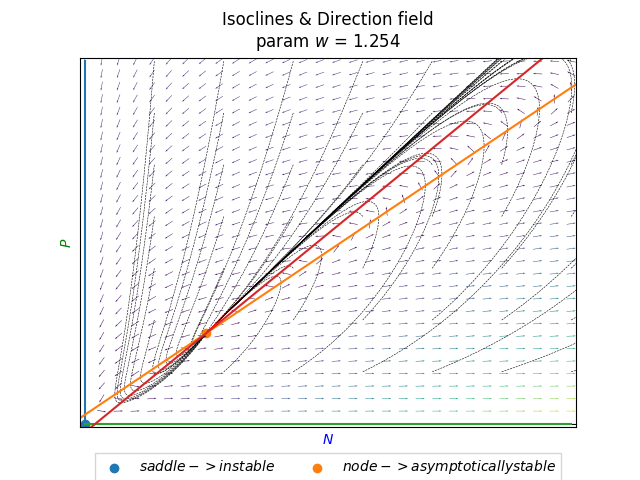 Isoclines & Direction field
param w = 1.254
P
N
saddle -> instable
node -> asymptoticallystable